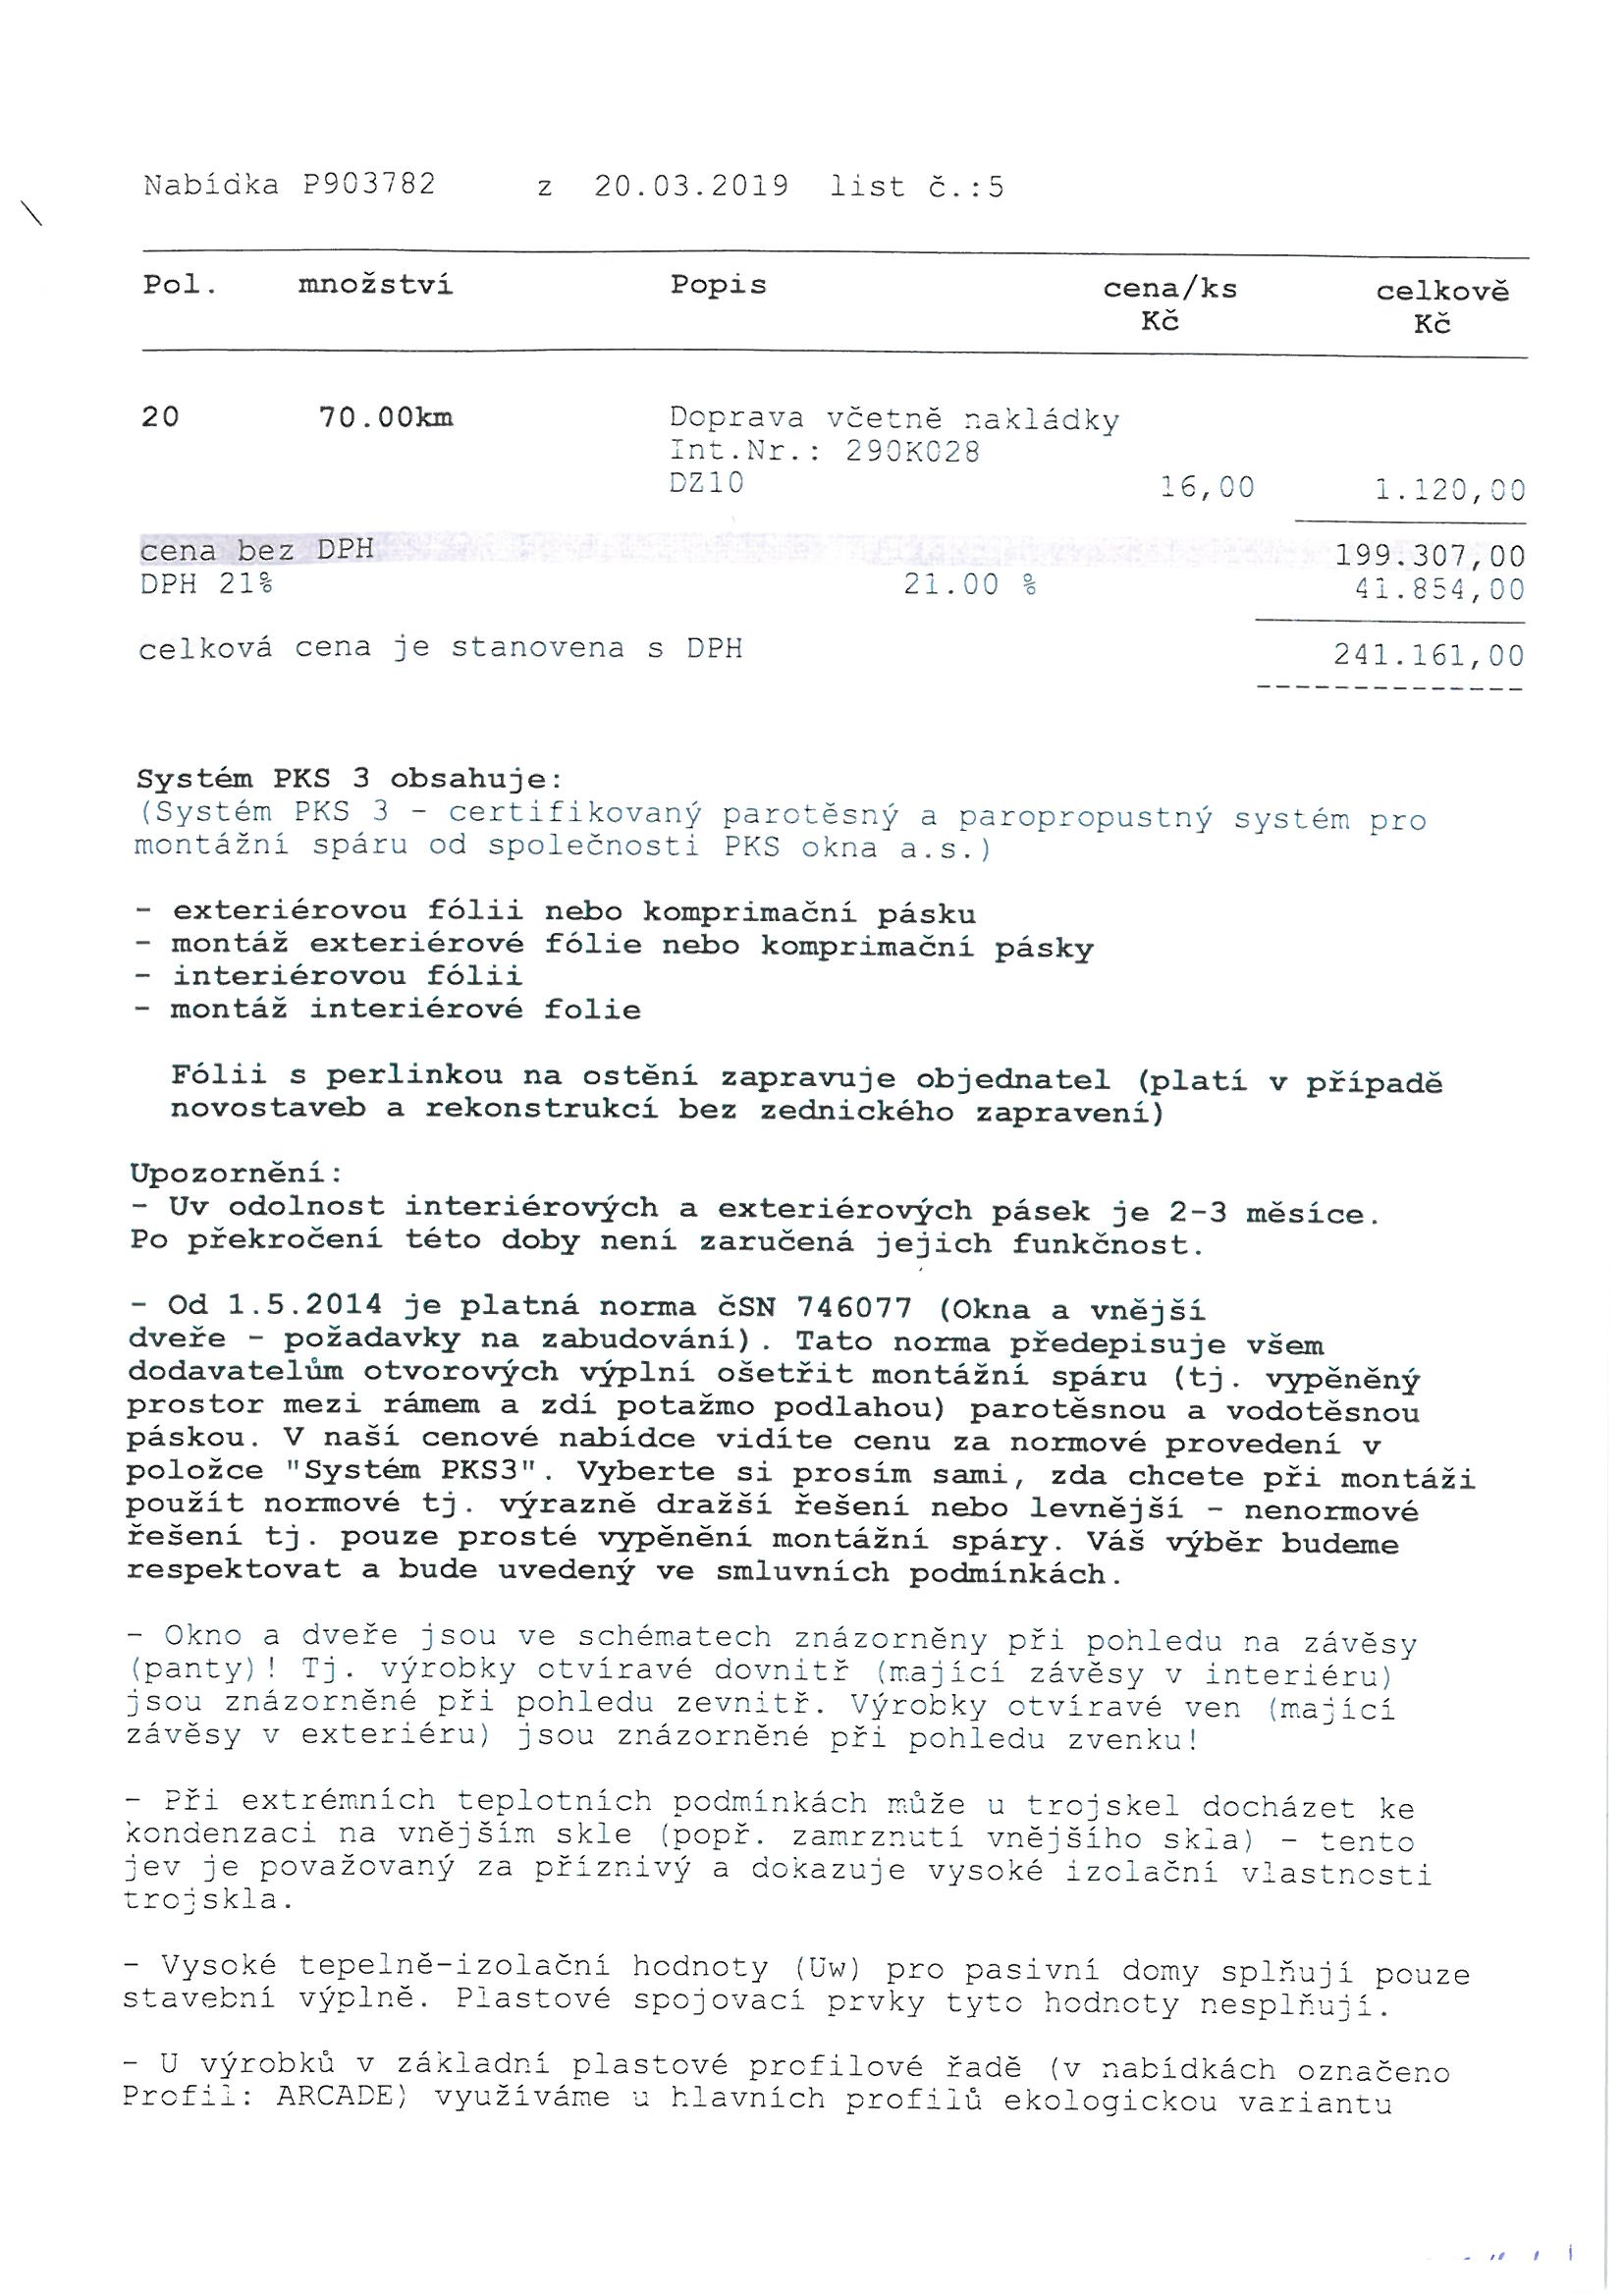 Nabídka P903782 z 20.03.2019 list č.:5
Pol. množství Popis cena/ks celkově
Kč Kč
20 70.00km Doprava včetně nakládky
Int.Nr.: 290K028
DZ10 16,00 1.120,00
cena bez DPH 199.307,00
DPH 21% 21.00 % 41.854,00
celková cena je stanovena s DPH 241.161,00
Systém PKS 3 obsahuje:
(Systém PKS 3 - certifikovaný parotěsný a paropropustný systém pro
montážní spáru od společnosti PKS okna a.s.)
- exteriérovou fólii nebo komprimační pásku
- montáž exteriérové fólie nebo komprimační pásky
- interiérovou fólii
- montáž interiérové folie
Fólii s perlinkou na ostění zapravuje objednatel (platí v případě
novostaveb a rekonstrukcí bez zednického zapravení)
Upozornění:
- Uv odolnost interiérových a exteriérových pásek je 2-3 měsíce.
Po překročení této doby není zaručená jejich funkčnost.
- Od 1.5.2014 je platná norma čSN 746077 (Okna a vnější
dveře - požadavky na zabudování). Tato norma předepisuje všem
dodavatelům otvorových výplní ošetřit montážní spáru (tj. vypěněný
prostor mezi rámem a zdí potažmo podlahou) parotěsnou a vodotěsnou
páskou. V naší cenové nabídce vidíte cenu za normové provedení v
položce "Systém PKS3". Vyberte si prosím sami, zda chcete při montáži
použít normové tj. výrazně dražší řešení nebo levnější - nenormové
řešení tj. pouze prosté vypěnění montážní spáry. Váš výběr budeme
respektovat a bude uvedený ve smluvních podmínkách.
- Okno a dveře jsou ve schématech znázorněny při pohledu na závěsy
(panty)! Tj. výrobky otvíravé dovnitř (mající závěsy v interiéru)
jsou znázorněné při pohledu zevnitř. Výrobky otvíravé ven (mající
závěsy v exteriéru) jsou znázorněné při pohledu zvenku!
- Při extrémních teplotních podmínkách může u trojskel docházet ke
kondenzaci na vnějším skle (popř. zamrznutí vnějšího skla) - tento
jev je považovaný za příznivý a dokazuje vysoké izolační vlastnosti
trojskla.
- Vysoké tepelně-izolační hodnoty (Uw) pro pasivní domy splňují pouze
stavební výplně. Plastové spojovací prvky tyto hodnoty nesplňují.
- U výrobků v základní plastové profilové řadě (v nabídkách označeno
Profil: ARCADE) využíváme u hlavních profilů ekologickou variantu